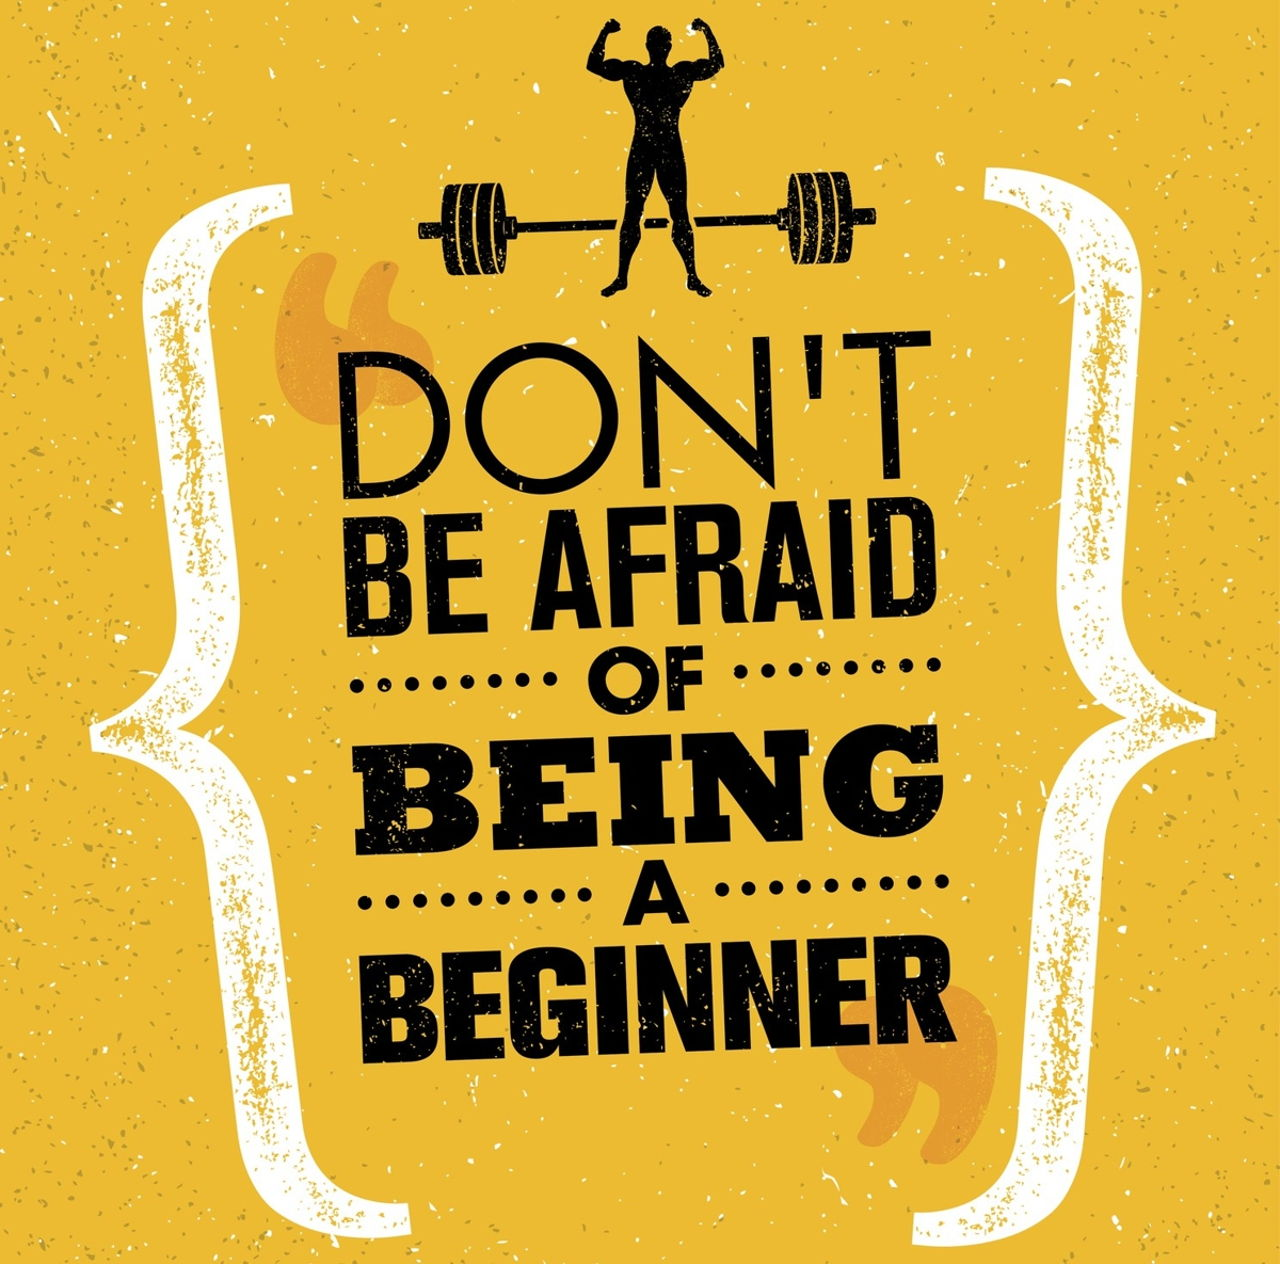 DON'T
BE AFRAID
OF
BEING
A
BEGINNER